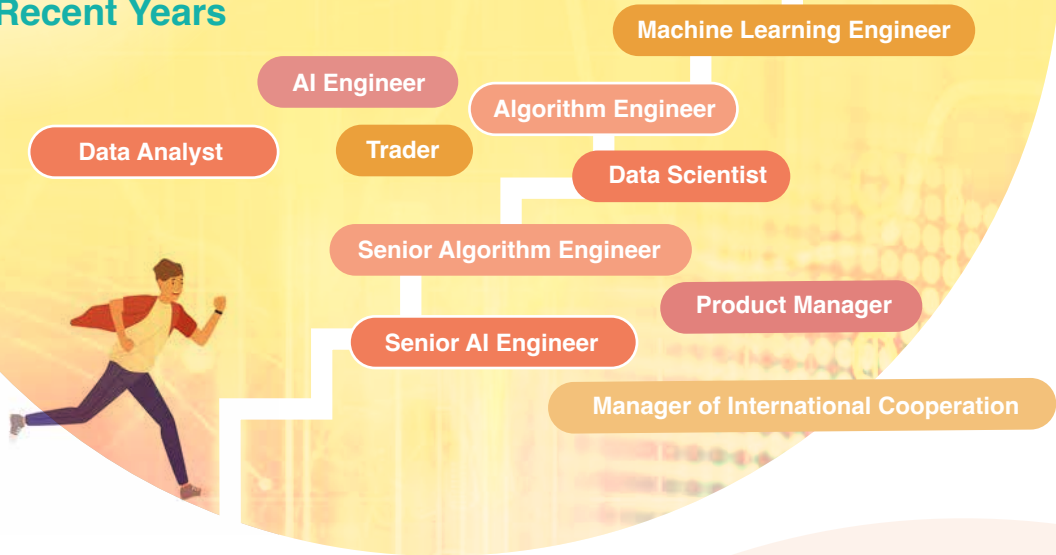 Recent Years
Machine Learning Engineer
AI Engineer
Algorithm Engineer
Data Analyst
Trader
Data Scientist
Senior Algorithm Engineer
Product Manager
Senior AI Engineer
Manager of International Cooperation